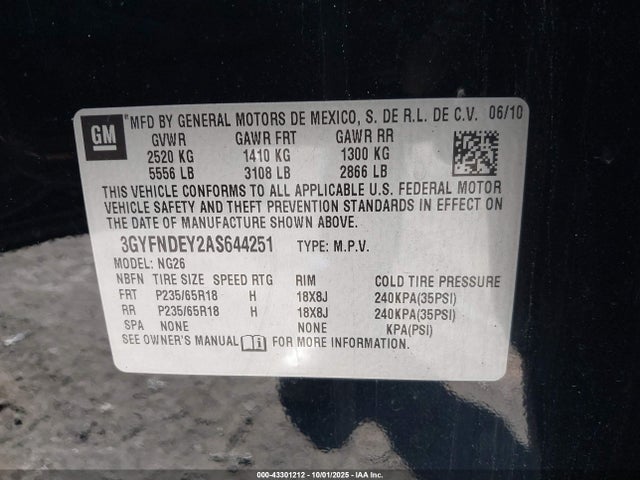 GM
*MFD BY GENERAL MOTORS DE MEXICO, S. DE R.L. DE C.V. 06/10
GVWR GAWR FRT GAWR RR
2520 KG 1410 KG 1300 KG
5556 LB 3108 LB 2866 LB
THIS VEHICLE CONFORMS TO ALL APPLICABLE U.S. FEDERAL MOTOR
VEHICLE SAFETY AND THEFT PREVENTION STANDARDS IN EFFECT ON
THE DATE OF MANUFACTURE SHOWN ABOVE.
3GYFNDEY2AS644251 TYPE: M.P.V.
MODEL: NG26
NBFN TIRE SIZE SPEED RTG RIM COLD TIRE PRESSURE
FRT P235/65R18 H 18X8J 240KPA(35PSI)
RR P235/65R18 H 18X8J 240KPA(35PSI)
SPA NONE NONE KPA(PSI)
SEE OWNER'S MANUAL FOR MORE INFORMATION.
000-43301212 - 10/01/2025 - IAA Inc.